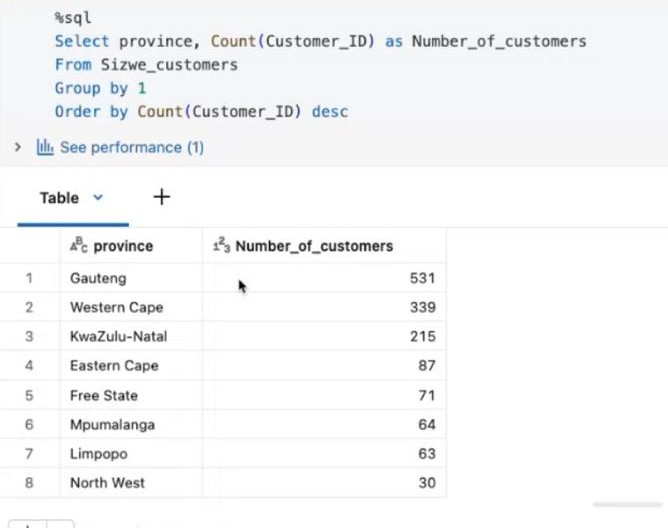 %sql
Select province, Count(Customer_ID) as Number_of_customers
From Sizwe_customers
Group by 1
Order by Count(Customer_ID) desc
See performance (1)
Table +
ABC province 123 Number_of_customers
1 Gauteng 531
2 Western Cape 339
3 KwaZulu-Natal 215
4 Eastern Cape 87
5 Free State 71
6 Mpumalanga 64
7 Limpopo 63
8 North West 30